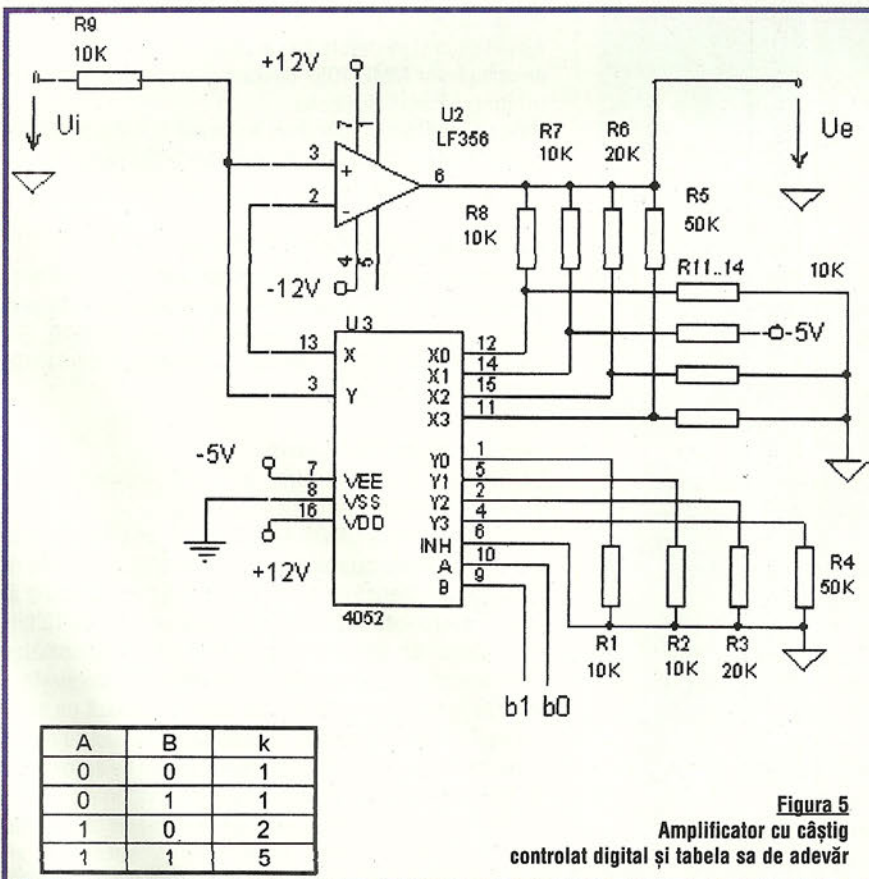 R9
10K
Ui
+12V
7
1
U2
LF356
3
+
2
-
6
4
5
-12V
R7
10K
R6
20K
Ue
R8
10K
R5
50K
R11..14
10K
-5V
U3
13
X
3
Y
X0
12
X1
14
X2
15
X3
11
-5V
7
VEE
8
VSS
16
VDD
+12V
Y0
1
Y1
5
Y2
2
Y3
4
INH
6
A
10
B
9
4052
R4
50K
R1
10K
R2
10K
R3
20K
b1 b0
A B k
0 0 1
0 1 1
1 0 2
1 1 5
Figura 5
Amplificator cu câştig
controlat digital şi tabela sa de adevăr